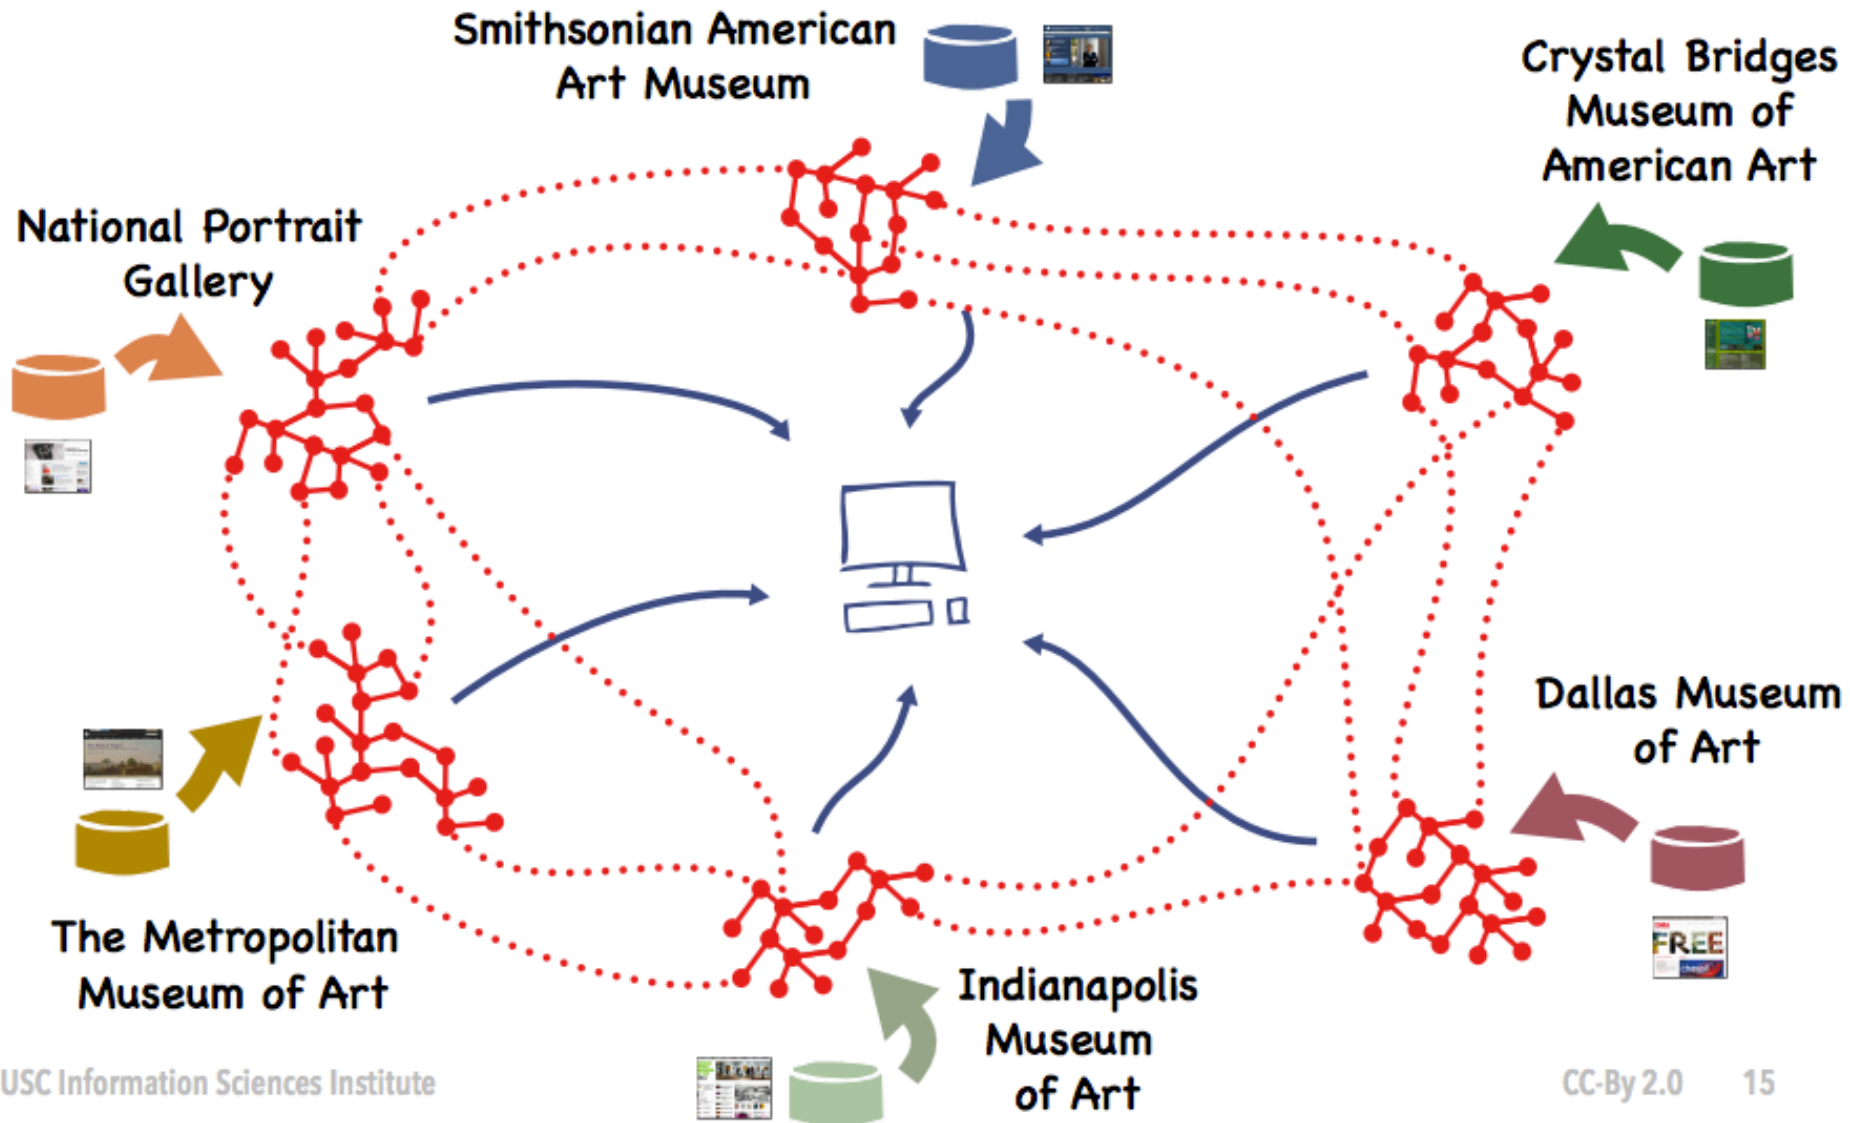 Smithsonian American
Art Museum
Crystal Bridges
Museum of
American Art
National Portrait
Gallery
Dallas Museum
of Art
The Metropolitan
Museum of Art
FREE
Indianapolis
Museum
of Art
USC Information Sciences Institute
CC-By 2.0
15